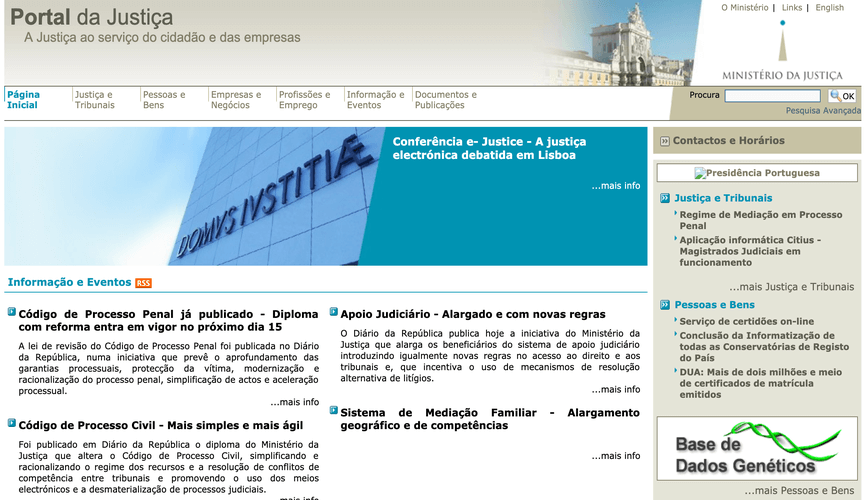 Portal da Justiça
A Justiça ao serviço do cidadão e das empresas
O Ministério | Links | English
MINISTÉRIO DA JUSTIÇA
Página
Inicial
Justiça e
Tribunais
Pessoas e
Bens
Empresas e
Negócios
Profissões e
Emprego
Informação e
Eventos
Documentos e
Publicações
Procura
OK
Pesquisa Avançada
DOMVS IVSTITIÆ
Conferência e- Justice - A justiça
electrónica debatida em Lisboa
...mais info
Informação e Eventos RSS
Código de Processo Penal já publicado - Diploma
com reforma entra em vigor no próximo dia 15
A lei de revisão do Código de Processo Penal foi publicada no Diário
da República, numa iniciativa que prevê o aprofundamento das
garantias processuais, protecção da vítima, modernização e
racionalização do processo penal, simplificação de actos e aceleração
processual.
...mais info
Código de Processo Civil - Mais simples e mais ágil
Foi publicado em Diário da República o diploma do Ministério da
Justiça que altera o Código de Processo Civil, simplificando e
racionalizando o regime dos recursos e a resolução de conflitos de
competência entre tribunais e promovendo o uso dos meios
electrónicos e a desmaterialização de processos judiciais.
...mais info
Apoio Judiciário - Alargado e com novas regras
O Diário da República publica hoje a iniciativa do Ministério da
Justiça que alarga os beneficiários do sistema de apoio judiciário
introduzindo igualmente novas regras no acesso ao direito e aos
tribunais e, que incentiva o uso de mecanismos de resolução
alternativa de litígios.
...mais info
Sistema de Mediação Familiar - Alargamento
geográfico e de competências
...mais info
Contactos e Horários
Presidência Portuguesa
Justiça e Tribunais
Regime de Mediação em Processo
Penal
Aplicação informática Citius -
Magistrados Judiciais em
funcionamento
...mais Justiça e Tribunais
Pessoas e Bens
Serviço de certidões on-line
Conclusão da Informatização de
todas as Conservatórias de Registo
do País
DUA: Mais de dois milhões e meio
de certificados de matrícula
emitidos
Base de
Dados Genéticos
...mais Pessoas e Bens